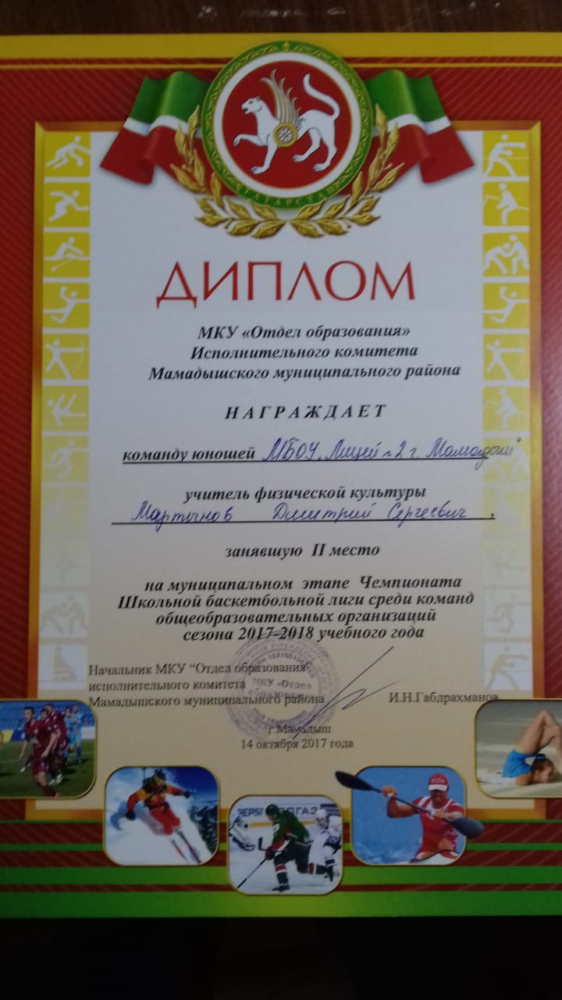 ТАТАРСТАН
ДИПЛОМ
МКУ «Отдел образования»
Исполнительного комитета
Мамадышского муниципального района
НАГРАЖДАЕТ
команду юношей МБОУ „Лицей №2 г. Мамадыш"
учитель физической культуры
Мартынов Дмитрий Сергеевич .
занявшую II место
на муниципальном этапе Чемпионата
Школьной баскетбольной лиги среди команд
общеобразовательных организаций
сезона 2017-2018 учебного года
Начальник МКУ “Отдел образования”
исполнительного комитета
Мамадышского муниципального района И.Н.Габдрахманов
МКУ «Отдел
г.Мамадыш
14 октября 2017 года
PEPSI